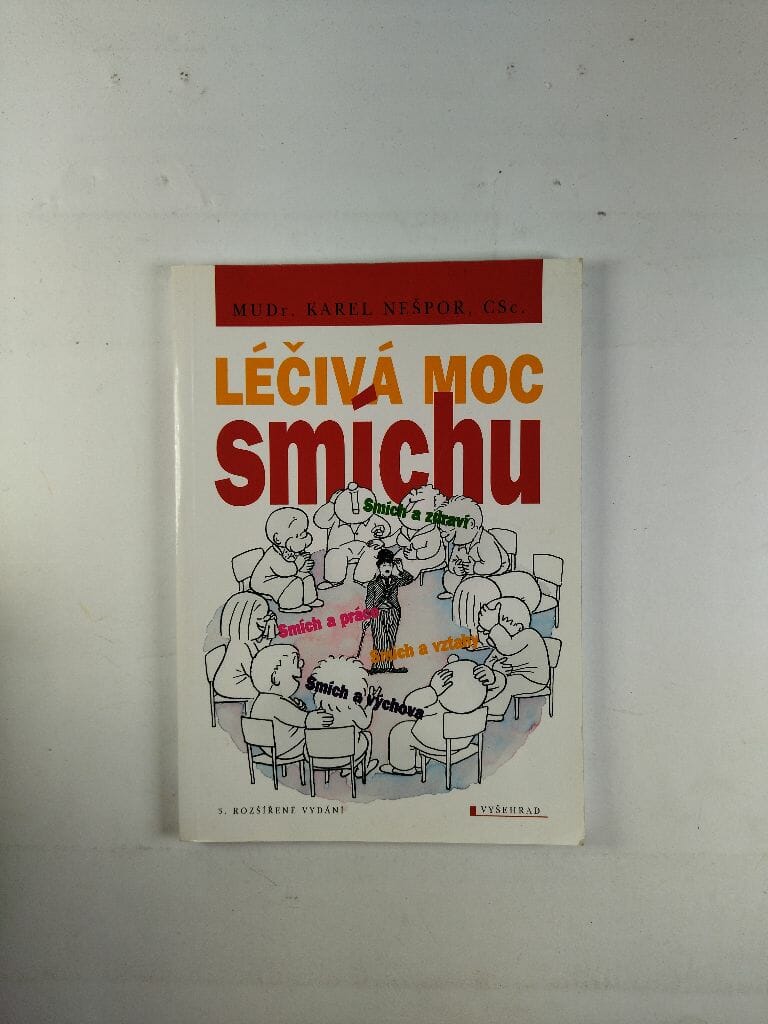 MUDr. KAREL NEŠPOR, CSc.
LÉČIVÁ MOC
smíchu
Smích a zdraví
Smích a práce
Smích a vztahy
Smích a výchova
5. ROZŠÍŘENÉ VYDÁNÍ
VYŠEHRAD